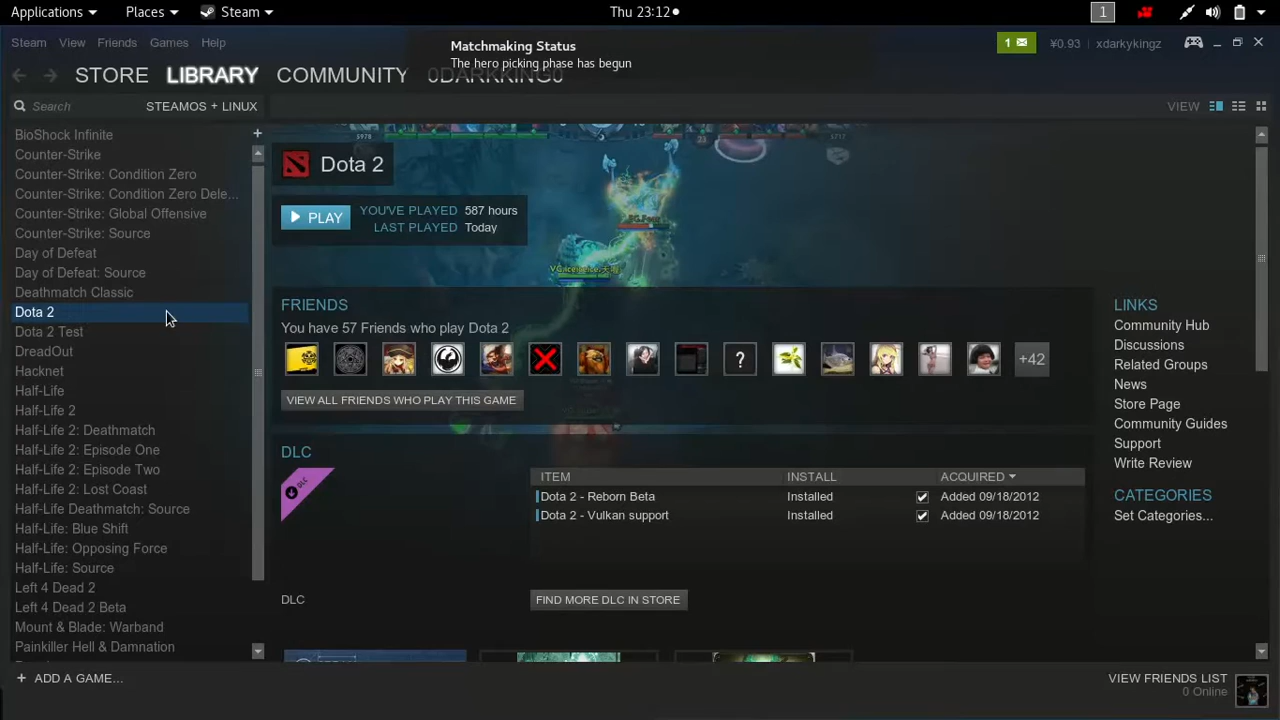 Applications Places Steam Thu 23:12 1
Steam View Friends Games Help
Matchmaking Status
The hero picking phase has begun
1 ¥0.93 xdarkykingz
STORE LIBRARY COMMUNITY 0DARKKING0
Search STEAMOS + LINUX VIEW
BioShock Infinite
Counter-Strike
Counter-Strike: Condition Zero
Counter-Strike: Condition Zero Dele...
Counter-Strike: Global Offensive
Counter-Strike: Source
Day of Defeat
Day of Defeat: Source
Deathmatch Classic
Dota 2
Dota 2 Test
DreadOut
Hacknet
Half-Life
Half-Life 2
Half-Life 2: Deathmatch
Half-Life 2: Episode One
Half-Life 2: Episode Two
Half-Life 2: Lost Coast
Half-Life Deathmatch: Source
Half-Life: Blue Shift
Half-Life: Opposing Force
Half-Life: Source
Left 4 Dead 2
Left 4 Dead 2 Beta
Mount & Blade: Warband
Painkiller Hell & Damnation
+ ADD A GAME...
Dota 2
PLAY
YOU'VE PLAYED 587 hours
LAST PLAYED Today
FRIENDS
You have 57 Friends who play Dota 2
?
+42
VIEW ALL FRIENDS WHO PLAY THIS GAME
DLC
DLC
ITEM INSTALL ACQUIRED
Dota 2 - Reborn Beta Installed Added 09/18/2012
Dota 2 - Vulkan support Installed Added 09/18/2012
DLC FIND MORE DLC IN STORE
LINKS
Community Hub
Discussions
Related Groups
News
Store Page
Community Guides
Support
Write Review
CATEGORIES
Set Categories...
VIEW FRIENDS LIST
0 Online